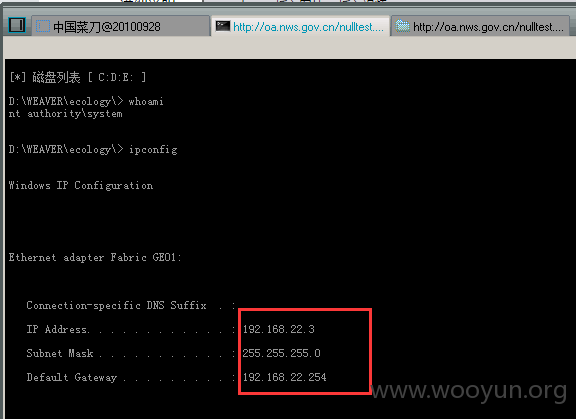 中国菜刀@20100928
http://oa.nws.gov.cn/nulltest....
http://oa.nws.gov.cn/nulltest....
[*] 磁盘列表 [ C:D:E: ]
D:\WEAVER\ecology\> whoami
nt authority\system
D:\WEAVER\ecology\> ipconfig
Windows IP Configuration
Ethernet adapter Fabric GEO1:
Connection-specific DNS Suffix  . :
IP Address. . . . . . . . . . . . : 192.168.22.3
Subnet Mask . . . . . . . . . . . : 255.255.255.0
Default Gateway . . . . . . . . . : 192.168.22.254
www.wooyun.org